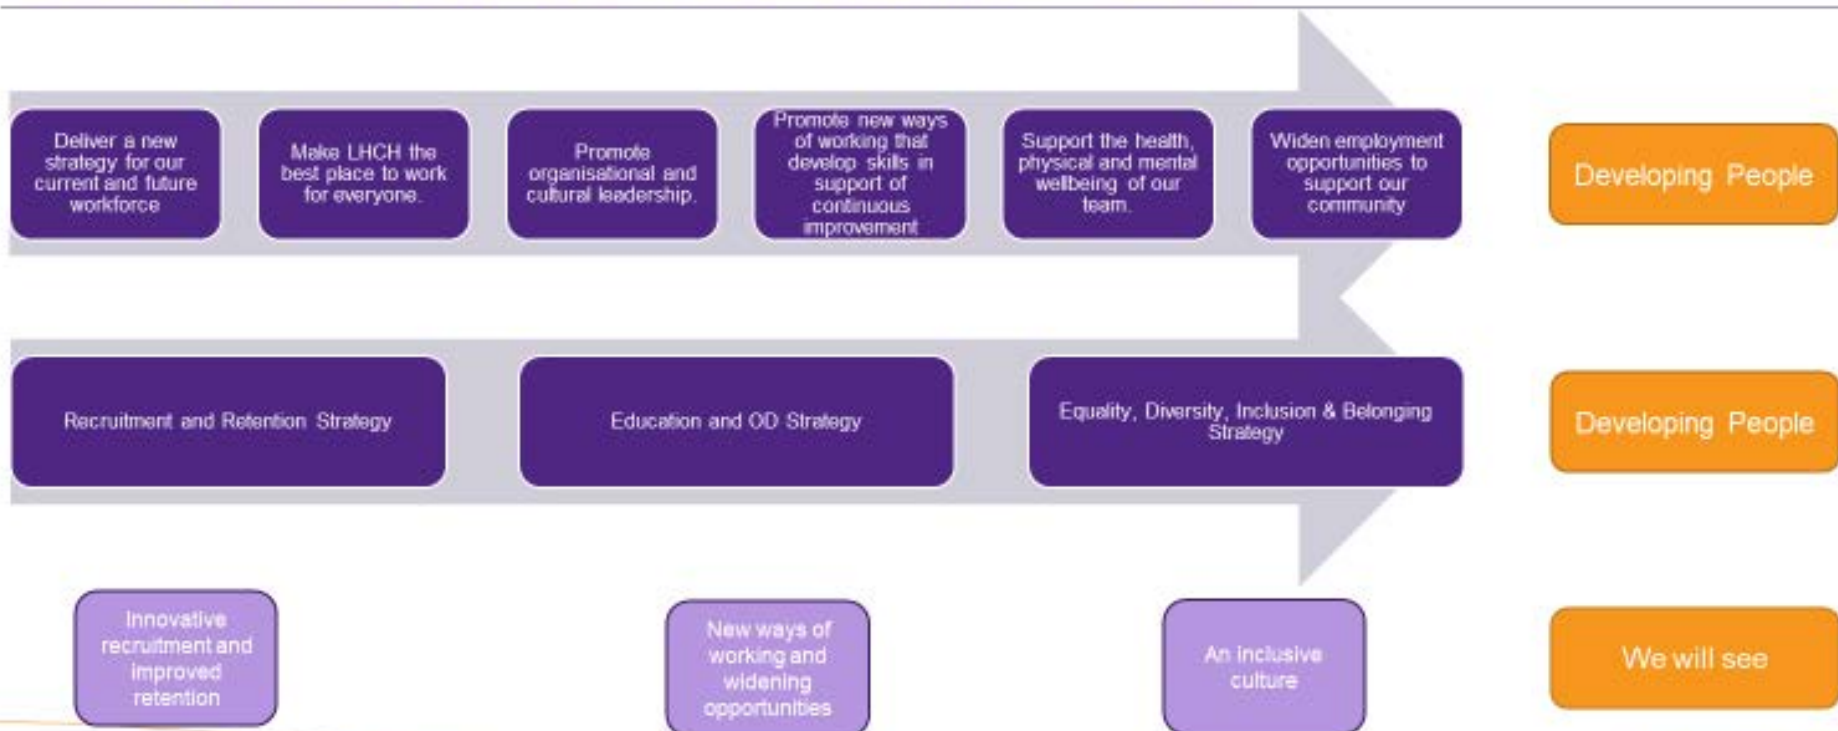 Deliver a new
strategy for our
current and future
workforce
Make LHCH the
best place to work
for everyone.
Promote
organisational and
cultural leadership.
Promote new ways
of working that
develop skills in
support of
continuous
improvement
Support the health,
physical and mental
wellbeing of our
team.
Widen employment
opportunities to
support our
community
Developing People
Recruitment and Retention Strategy
Education and OD Strategy
Equality, Diversity, Inclusion & Belonging
Strategy
Developing People
Innovative
recruitment and
improved
retention
New ways of
working and
widening
opportunities
An inclusive
culture
We will see